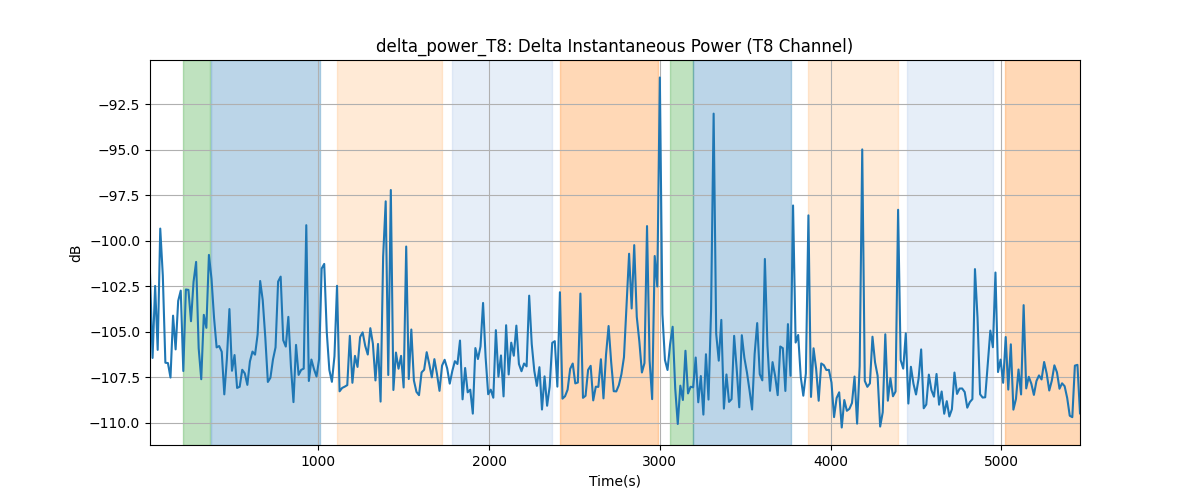 delta_power_T8: Delta Instantaneous Power (T8 Channel)
dB
−92.5
−95.0
−97.5
−100.0
−102.5
−105.0
−107.5
−110.0
1000 2000 3000 4000 5000
Time(s)